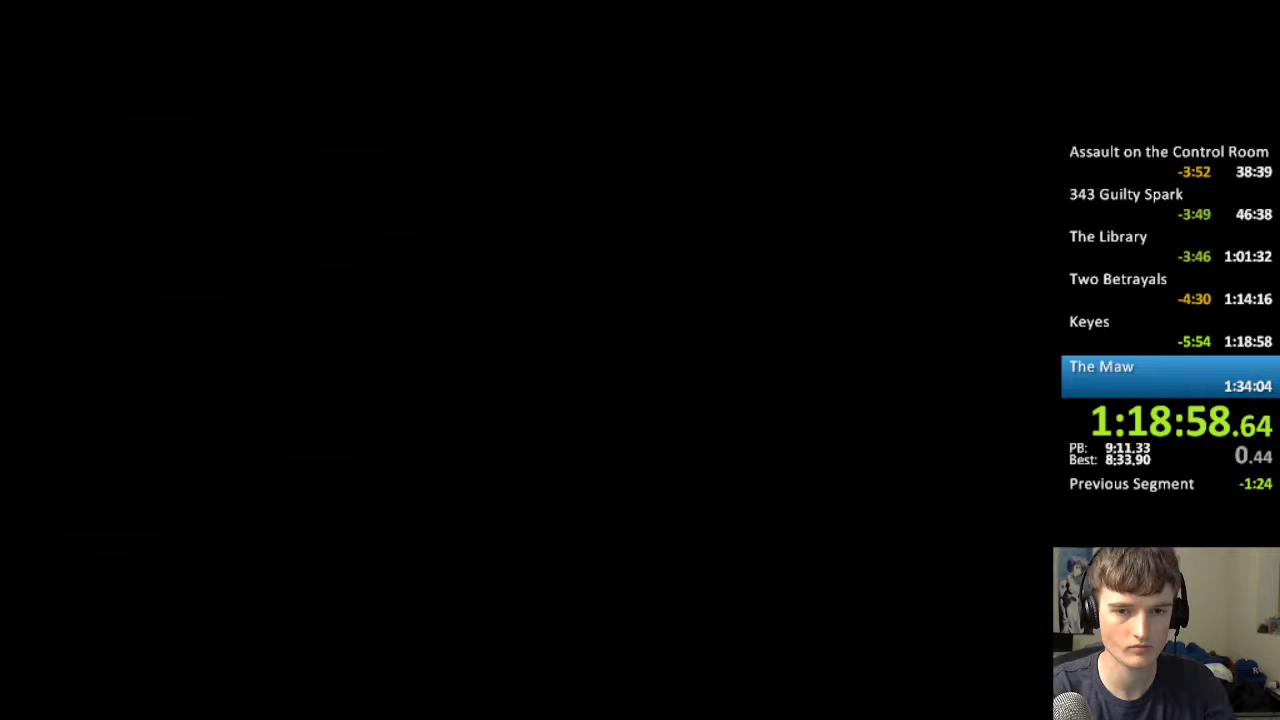 Assault on the Control Room
-3:52 38:39
343 Guilty Spark
-3:49 46:38
The Library
-3:46 1:01:32
Two Betrayals
-4:30 1:14:16
Keyes
-5:54 1:18:58
The Maw
1:34:04
1:18:58.64
PB: 9:11.33 0.44
Best: 8:33.90
Previous Segment -1:24